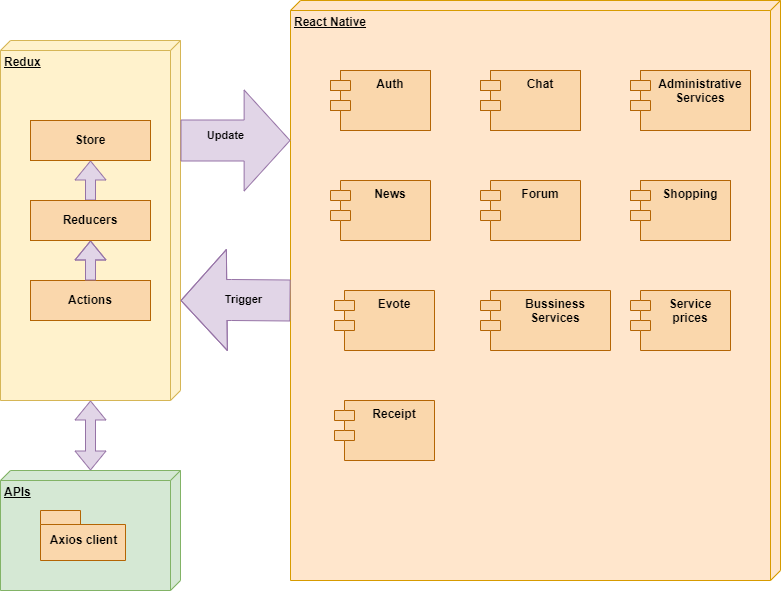 React Native
Redux
Auth
Chat
Administrative
Services
Store
Update
Reducers
News
Forum
Shopping
Actions
Trigger
Evote
Bussiness
Services
Service
prices
Receipt
APIs
Axios client